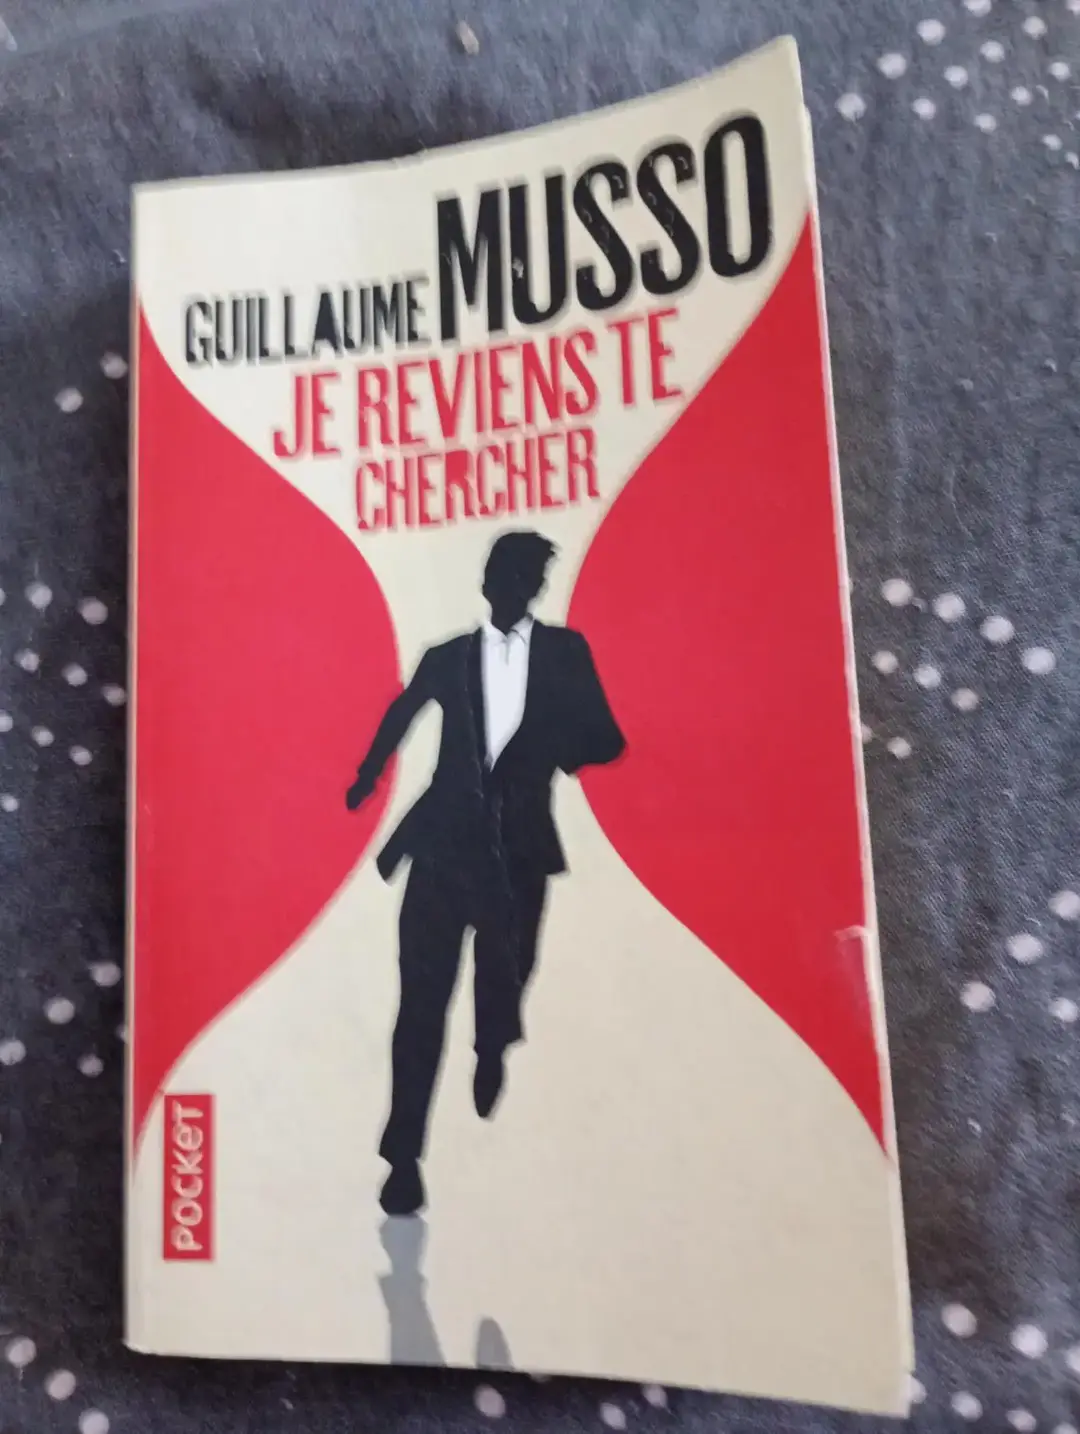 GUILLAUME MUSSO
JE REVIENS TE
CHERCHER
POCKET